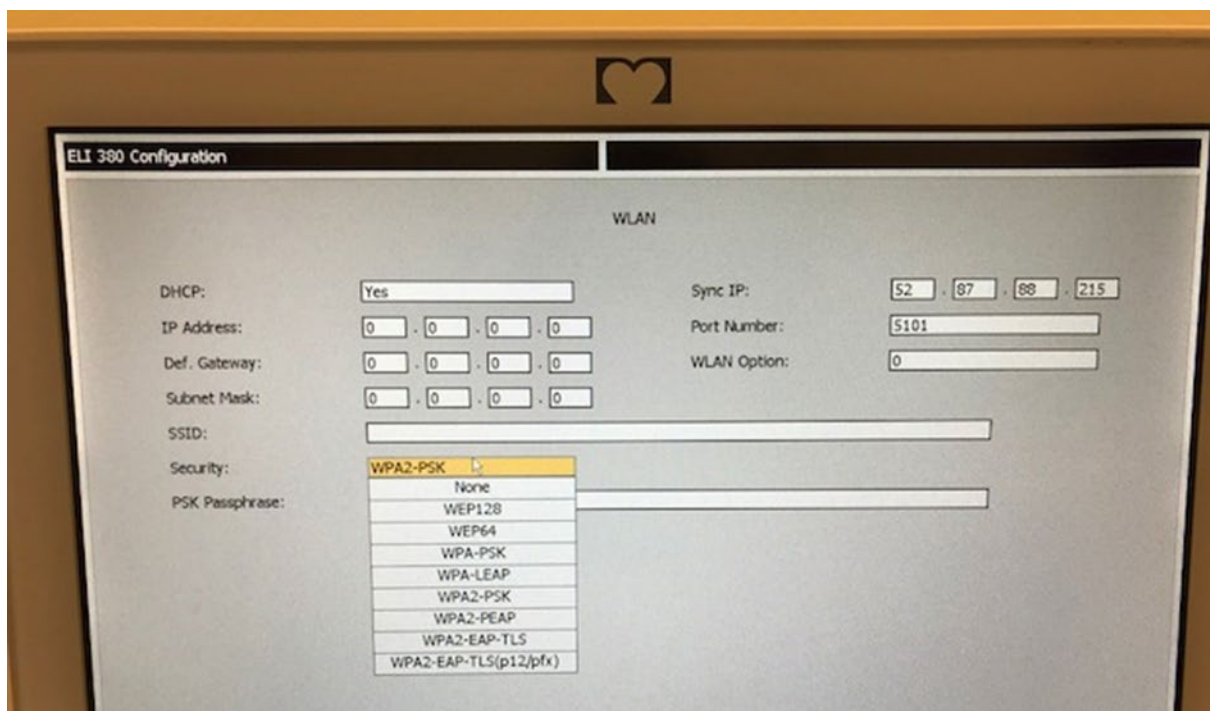 ELI 380 Configuration
WLAN
DHCP: Yes Sync IP: 52 . 87 . 88 . 215
IP Address: 0 . 0 . 0 . 0 Port Number: 5101
Def. Gateway: 0 . 0 . 0 . 0 WLAN Option: 0
Subnet Mask: 0 . 0 . 0 . 0
SSID:
Security: WPA2-PSK
None
PSK Passphrase:
WEP128
WEP64
WPA-PSK
WPA-LEAP
WPA2-PSK
WPA2-PEAP
WPA2-EAP-TLS
WPA2-EAP-TLS(p12/pfx)